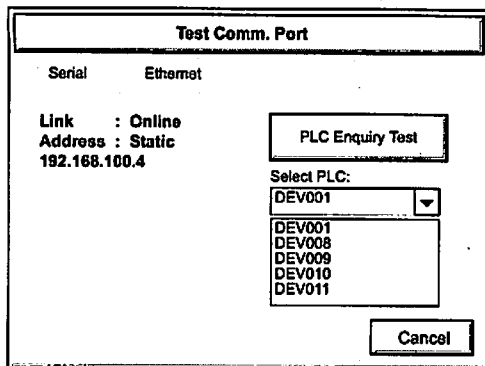 Test Comm. Port
Serial Ethernet
Link : Online
Address : Static
192.168.100.4
PLC Enquiry Test
Select PLC:
DEV001
DEV001
DEV008
DEV009
DEV010
DEV011
Cancel